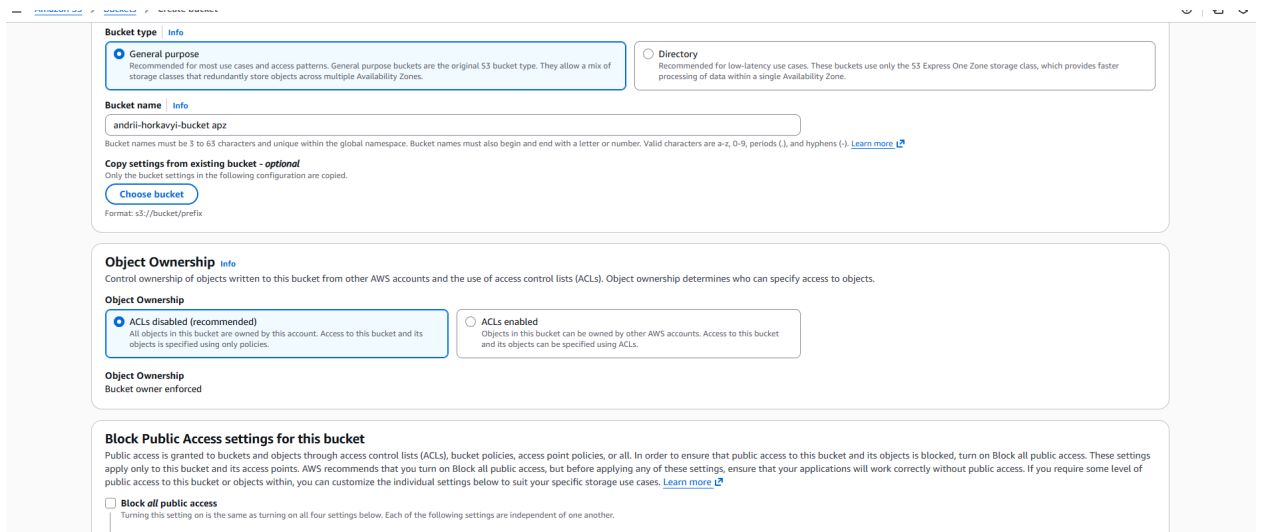 Amazon S3 > Buckets > Create bucket
Bucket type Info
General purpose
Recommended for most use cases and access patterns. General purpose buckets are the original S3 bucket type. They allow a mix of
storage classes that redundantly store objects across multiple Availability Zones.
Directory
Recommended for low-latency use cases. These buckets use only the S3 Express One Zone storage class, which provides faster
processing of data within a single Availability Zone.
Bucket name Info
andrii-horkavyi-bucket apz
Bucket names must be 3 to 63 characters and unique within the global namespace. Bucket names must also begin and end with a letter or number. Valid characters are a-z, 0-9, periods (.), and hyphens (-). Learn more
Copy settings from existing bucket - optional
Only the bucket settings in the following configuration are copied.
Choose bucket
Format: s3://bucket/prefix
Object Ownership Info
Control ownership of objects written to this bucket from other AWS accounts and the use of access control lists (ACLs). Object ownership determines who can specify access to objects.
Object Ownership
ACLs disabled (recommended)
All objects in this bucket are owned by this account. Access to this bucket and its
objects is specified using only policies.
ACLs enabled
Objects in this bucket can be owned by other AWS accounts. Access to this bucket
and its objects can be specified using ACLs.
Object Ownership
Bucket owner enforced
Block Public Access settings for this bucket
Public access is granted to buckets and objects through access control lists (ACLs), bucket policies, access point policies, or all. In order to ensure that public access to this bucket and its objects is blocked, turn on Block all public access. These settings
apply only to this bucket and its access points. AWS recommends that you turn on Block all public access, but before applying any of these settings, ensure that your applications will work correctly without public access. If you require some level of
public access to this bucket or objects within, you can customize the individual settings below to suit your specific storage use cases. Learn more
Block all public access
Turning this setting on is the same as turning on all four settings below. Each of the following settings are independent of one another.